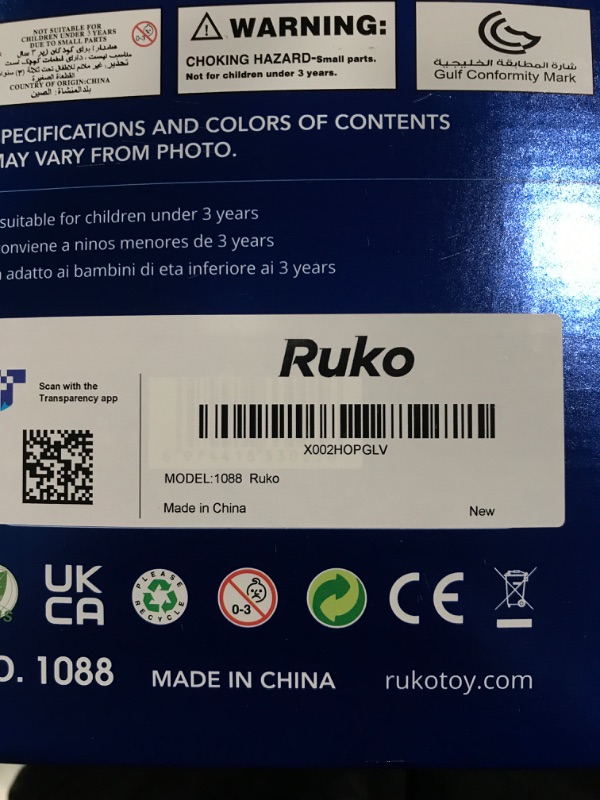 NOT SUITABLE FOR
CHILDREN UNDER 3 YEARS
DUE TO SMALL PARTS
COUNTRY OF ORIGIN:CHINA
بلدالمنشاة: الصين
WARNING:
CHOKING HAZARD-Small parts.
Not for children under 3 years.
شارة المطابقة الخليجية
Gulf Conformity Mark
PECIFICATIONS AND COLORS OF CONTENTS
MAY VARY FROM PHOTO.
suitable for children under 3 years
onviene a ninos menores de 3 years
adatto ai bambini di eta inferiore ai 3 years
Ruko
Scan with the
Transparency app
X002HOPGLV
MODEL:1088 Ruko
Made in China
New
UK
CA
PLEASE
RECYCLE
0-3
CE
O. 1088
MADE IN CHINA
rukotoy.com